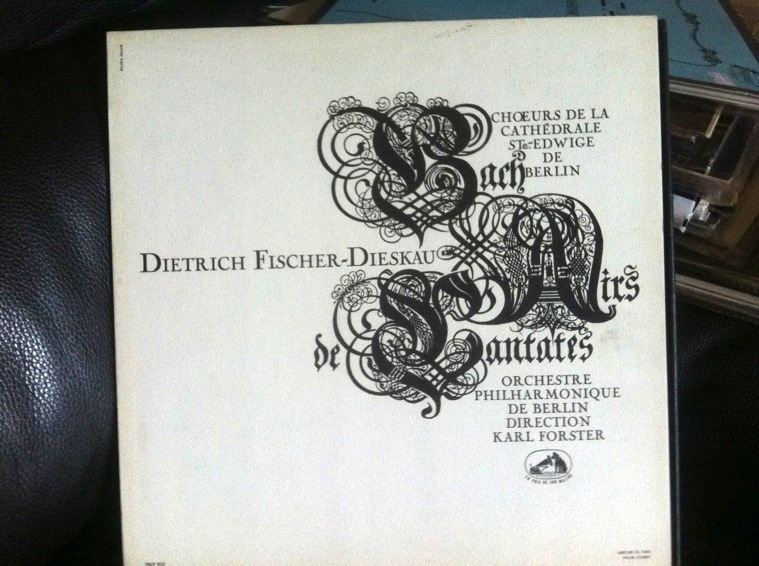 CHŒURS DE LA
CATHÉDRALE
STE-EDWIGE
DE
BERLIN
Bach
DIETRICH FISCHER-DIESKAU
Airs
de Cantates
ORCHESTRE
PHILHARMONIQUE
DE BERLIN
DIRECTION
KARL FORSTER
LA VOIX DE SON MAITRE